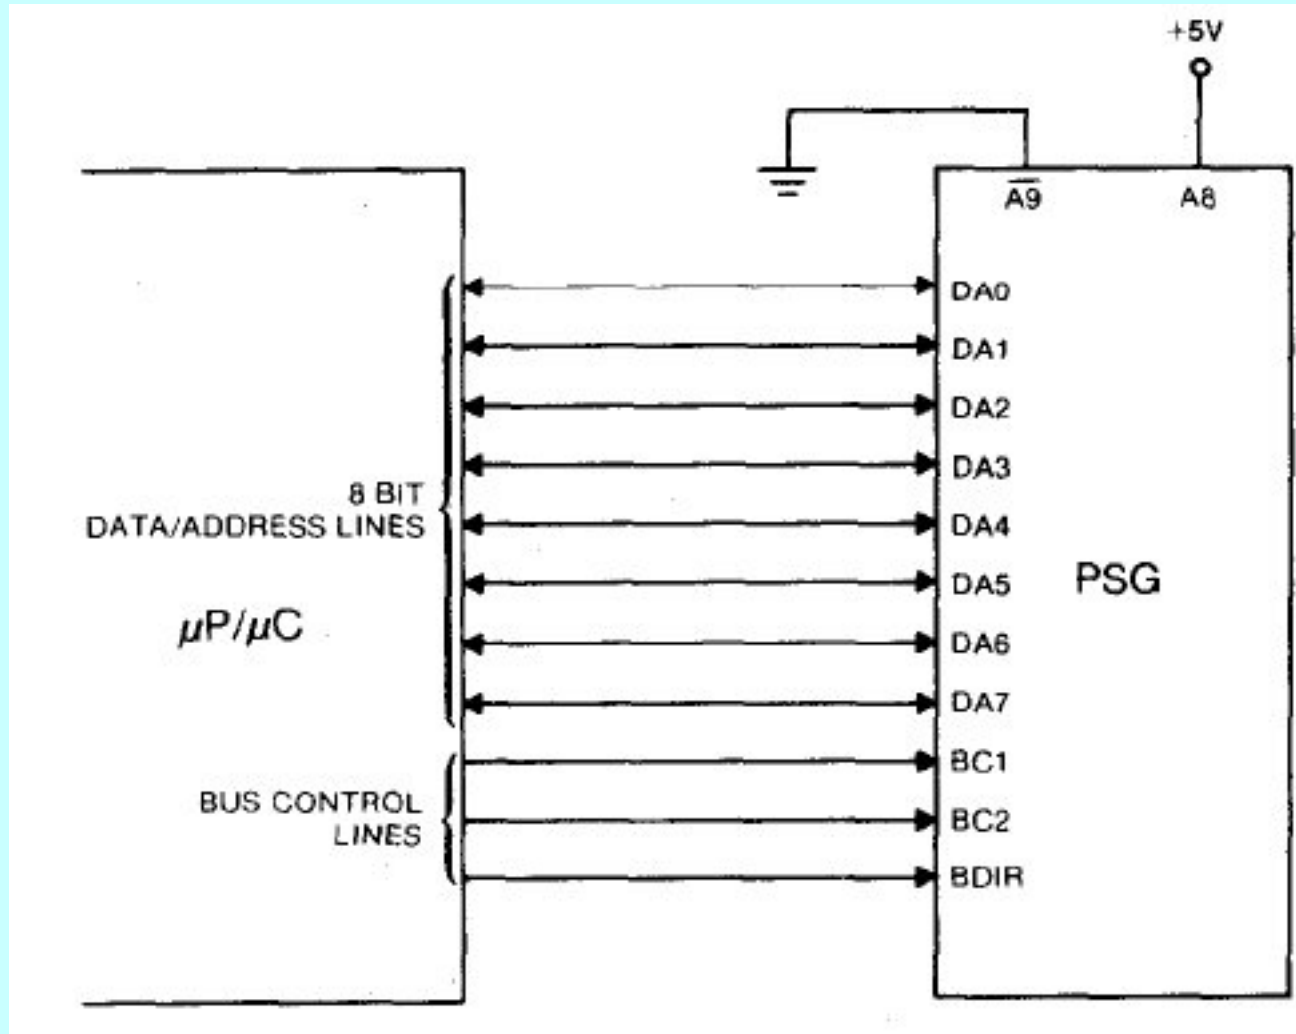 +5V
A̅9̅ A8
DA0
DA1
DA2
DA3
8 BIT
DATA/ADDRESS LINES
DA4
PSG
DA5
µP/µC
DA6
DA7
BC1
BUS CONTROL
LINES
BC2
BDIR